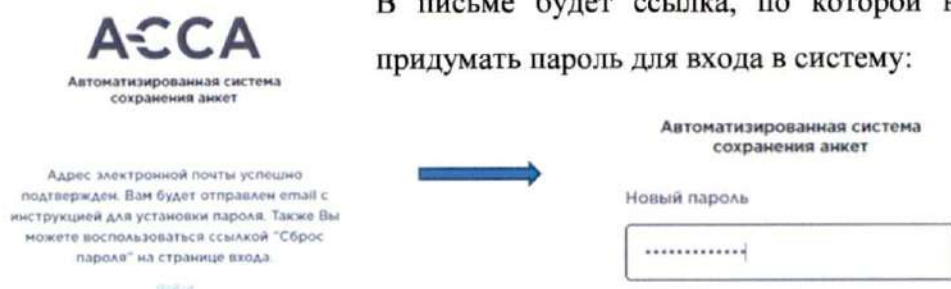 АССА
Автоматизированная система
сохранения анкет
Адрес электронной почты успешно
подтвержден. Вам будет отправлен email с
инструкцией для установки пароля. Также Вы
можете воспользоваться ссылкой "Сброс
пароля" на странице входа.
В письме будет ссылка, по которой
придумать пароль для входа в систему:
Автоматизированная система
сохранения анкет
Новый пароль